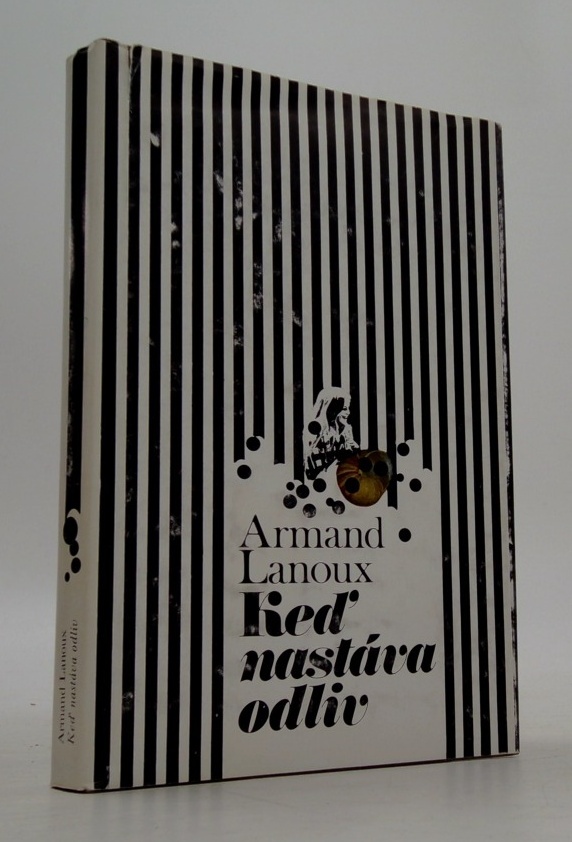 Armand
Lanoux
Keď
nastáva
odliv
Armand Lanoux
Keď nastáva odliv